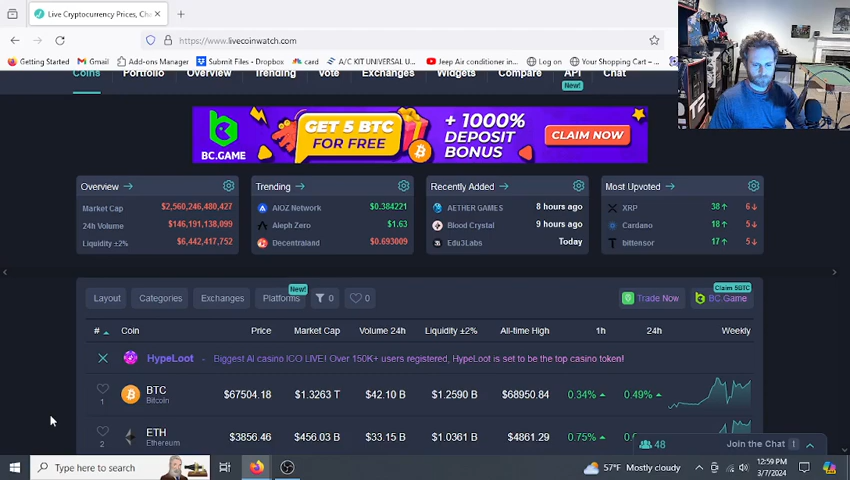 Live Cryptocurrency Prices, Cha
https://www.livecoinwatch.com
Getting Started
Gmail
Add-ons Manager
Submit Files - Dropbox
card
A/C KIT UNIVERSAL U...
Jeep Air conditioner in...
Log on
Your Shopping Cart – ...
Coins
Portfolio
Overview
Trending
Vote
Exchanges
Widgets
Compare
API
Chat
New!
BC.GAME
GET 5 BTC
FOR FREE
+ 1000%
DEPOSIT
BONUS
CLAIM NOW
Overview →
Market Cap $2,560,246,480,427
24h Volume $146,191,138,099
Liquidity ±2% $6,442,417,752
Trending →
AIOZ Network $0.384221
Aleph Zero $1.63
Decentraland $0.693009
Recently Added →
AETHER GAMES 8 hours ago
Blood Crystal 9 hours ago
Edu3Labs Today
Most Upvoted →
XRP 38 6
Cardano 18 5
bittensor 17 5
Layout
Categories
Exchanges
Platforms
New!
0
0
Trade Now
Claim 5BTC
BC Game
# Coin Price Market Cap Volume 24h Liquidity ±2% All-time High 1h 24h Weekly
HypeLoot - Biggest AI casino ICO LIVE! Over 150K+ users registered, HypeLoot is set to be the top casino token!
1 BTC Bitcoin $67504.18 $1.3263 T $42.10 B $1.2590 B $68950.84 0.34% 0.49%
2 ETH Ethereum $3856.46 $456.03 B $33.15 B $1.0361 B $4861.29 0.75%
48 Join the Chat
Type here to search
57°F Mostly cloudy
12:59 PM
3/7/2024